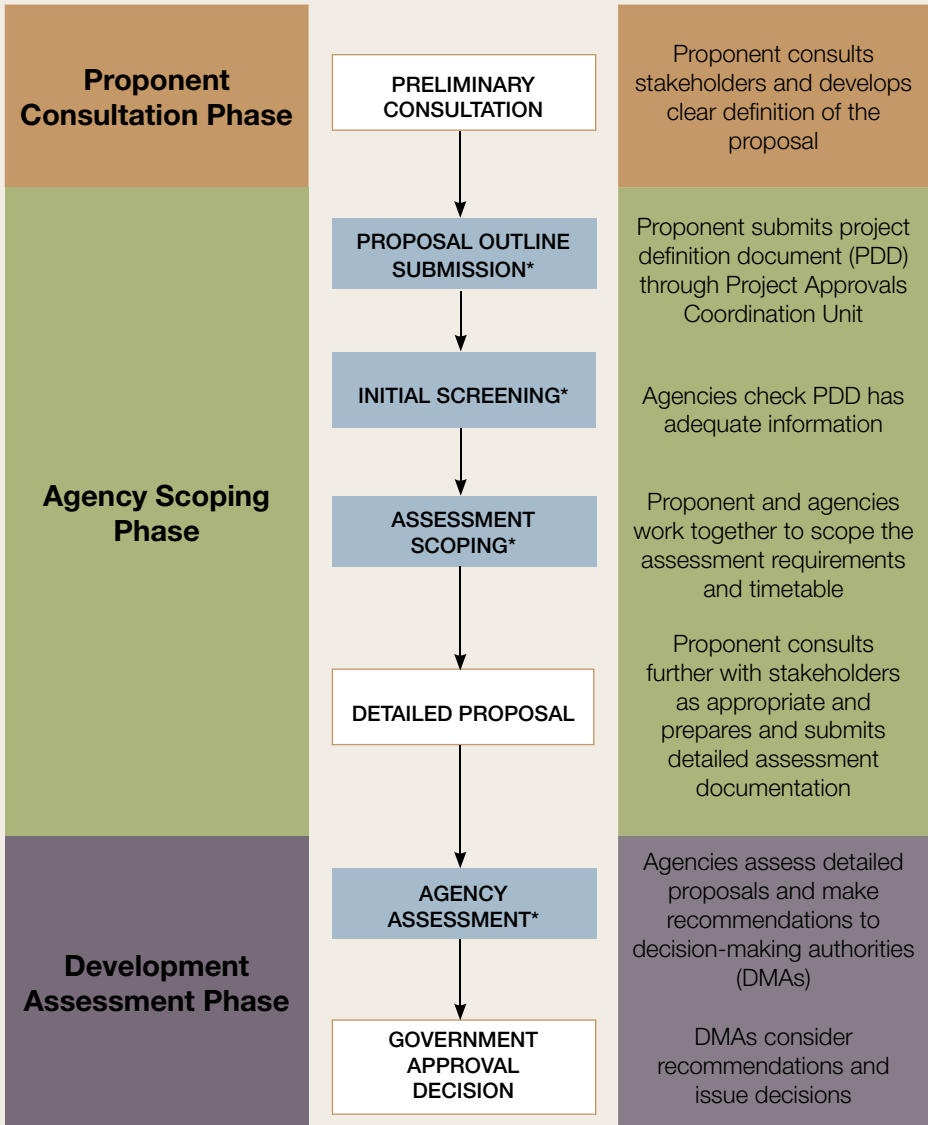 Proponent
Consultation Phase
PRELIMINARY
CONSULTATION
Proponent consults
stakeholders and develops
clear definition of the
proposal
Agency Scoping
Phase
PROPOSAL OUTLINE
SUBMISSION*
Proponent submits project
definition document (PDD)
through Project Approvals
Coordination Unit
INITIAL SCREENING*
Agencies check PDD has
adequate information
ASSESSMENT
SCOPING*
Proponent and agencies
work together to scope the
assessment requirements
and timetable
DETAILED PROPOSAL
Proponent consults
further with stakeholders
as appropriate and
prepares and submits
detailed assessment
documentation
Development
Assessment Phase
AGENCY
ASSESSMENT*
Agencies assess detailed
proposals and make
recommendations to
decision-making authorities
(DMAs)
GOVERNMENT
APPROVAL
DECISION
DMAs consider
recommendations and
issue decisions